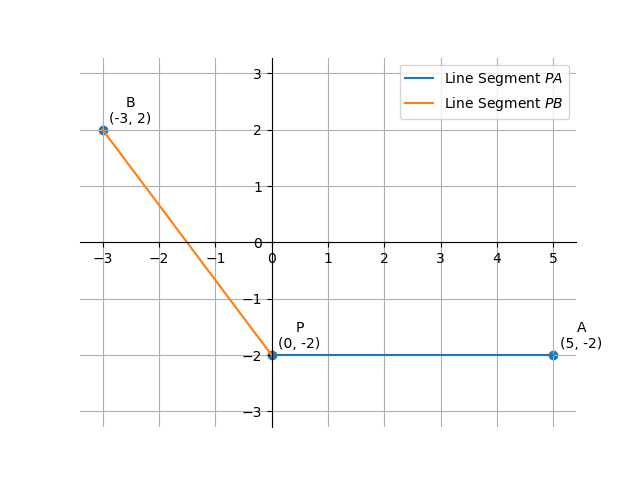 3
Line Segment PA
Line Segment PB
B
(-3, 2)
2
1
0
−3 −2 −1 0 1 2 3 4 5
−1
P
(0, -2)
A
(5, -2)
−2
−3